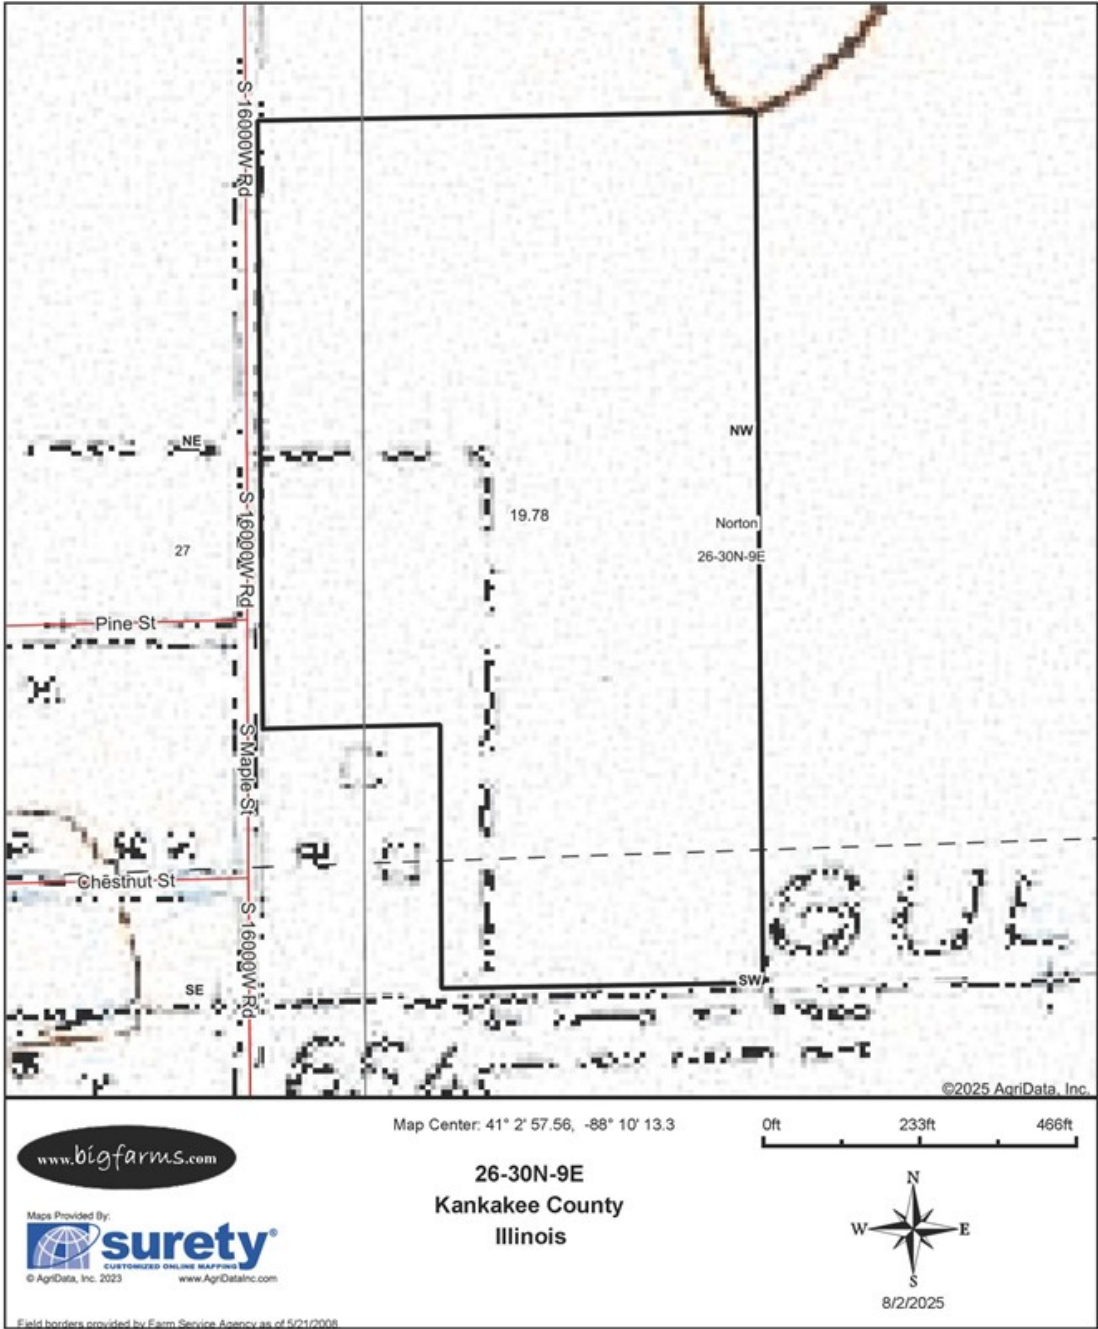 S-16000W-Rd
NE
NW
19.78
S-16000W-Rd
Norton
27
26-30N-9E
Pine St
S-Maple-St
Chestnut St
GUL
S-16000W-Rd
SW
SE
664
©2025 AgriData, Inc.
Map Center: 41° 2' 57.56, -88° 10' 13.3
0ft 233ft 466ft
www.bigfarms.com
26-30N-9E
Kankakee County
Illinois
N
W E
S
Maps Provided By:
surety®
CUSTOMIZED ONLINE MAPPING
© AgriData, Inc. 2023 www.AgriDataInc.com
8/2/2025
Field borders provided by Farm Service Agency as of 5/21/2008.